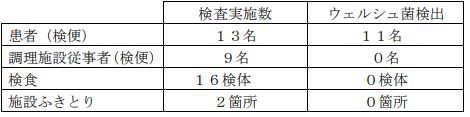 検査実施数　ウェルシュ菌検出
患者（検便）　１３名　１１名
調理施設従事者(検便)　９名　０名
検食　１６検体　０検体
施設ふきとり　２箇所　０箇所